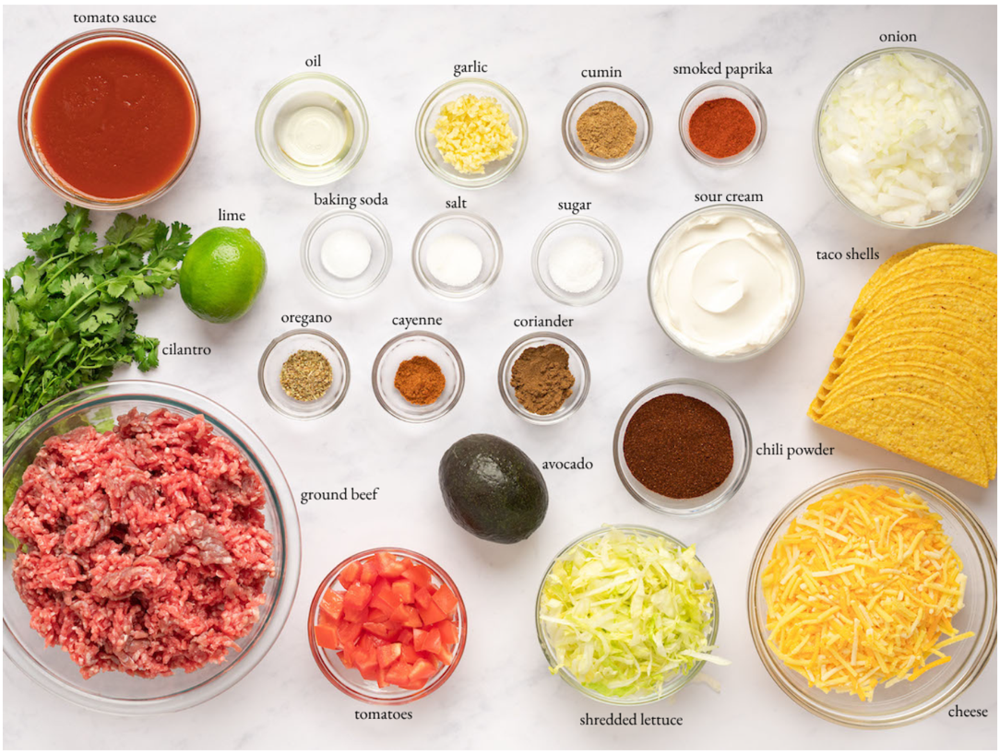 tomato sauce
oil
garlic
cumin
smoked paprika
onion
baking soda
salt
sugar
sour cream
lime
taco shells
oregano
cayenne
coriander
cilantro
avocado
chili powder
ground beef
tomatoes
shredded lettuce
cheese